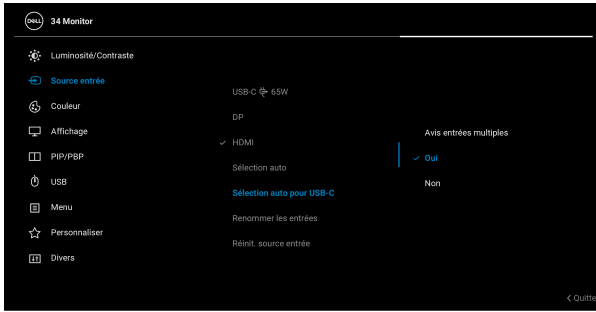 DELL 34 Monitor
Luminosité/Contraste
Source entrée
Couleur
Affichage
PIP/PBP
USB
Menu
Personnaliser
Divers
USB-C 65W
DP
HDMI
Sélection auto
Sélection auto pour USB-C
Renommer les entrées
Réinit. source entrée
Avis entrées multiples
Oui
Non
Quitte